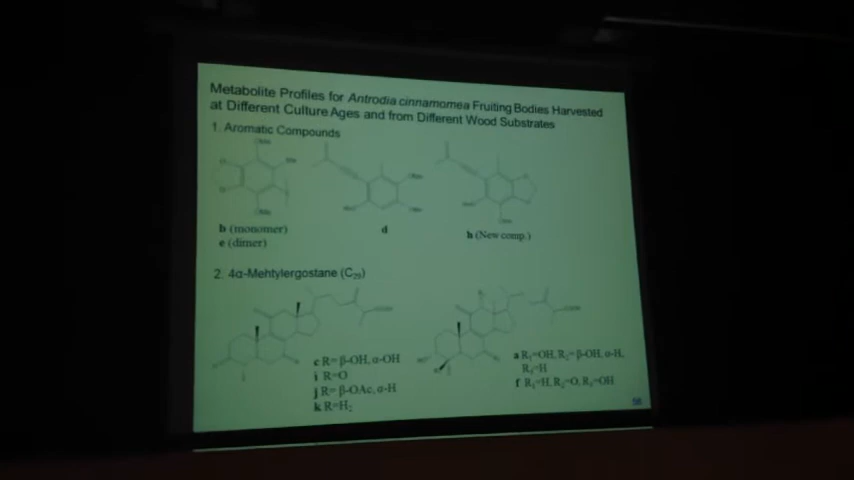 Metabolite Profiles for Antrodia cinnamomea Fruiting Bodies Harvested
at Different Culture Ages and from Different Wood Substrates
1. Aromatic Compounds
b (monomer)
e (dimer)
d
h (New comp.)
2. 4α-Mehtylergostane (C29)
c R=β-OH, α-OH
i R=O
j R=β-OAc, α-H
k R=H2
a R1=OH, R2=β-OH, α-H,
R3=H
f R1=H, R2=O, R3=OH